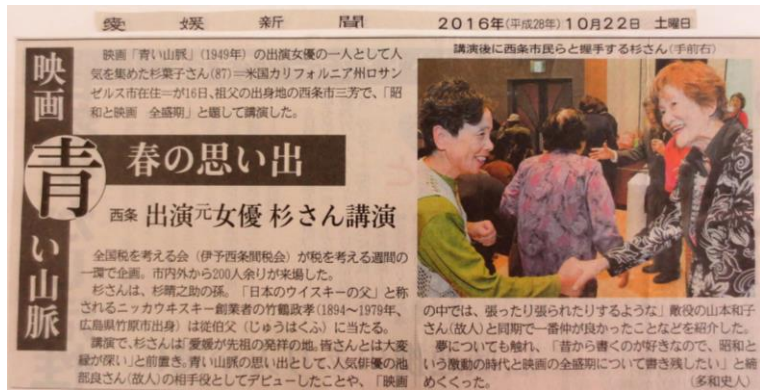 愛媛新聞
2016年(平成28年)10月22日 土曜日
映画青い山脈
春の思い出
西条 出演元女優 杉さん講演
映画「青い山脈」(1949年)の出演女優の一人として人
気を集めた杉葉子さん(87)=米国カリフォルニア州ロサン
ゼルス市在住=が16日、祖父の出身地の西条市三芳で、「昭
和と映画 全盛期」と題して講演した。
全国税を考える会(伊予西条間税会)が税を考える週間の
一環で企画。市内外から200人余りが来場した。
杉さんは、杉晴之助の孫。「日本のウイスキーの父」と称
されるニッカウヰスキー創業者の竹鶴政孝(1894〜1979年、
広島県竹原市出身)は従伯父(じゅうはくふ)に当たる。
講演で、杉さんは「愛媛が先祖の発祥の地。皆さんとは大変
縁が深い」と前置き。青い山脈の思い出として、人気俳優の池
部良さん(故人)の相手役としてデビューしたことや、「映画
講演後に西条市民らと握手する杉さん(手前右)
の中では、張ったり張られたりするような」敵役の山本和子
さん(故人)と同期で一番仲が良かったことなどを紹介した。
夢についても触れ、「昔から書くのが好きなので、昭和と
いう激動の時代と映画の全盛期について書き残したい」と締
めくくった。
(多和史人)